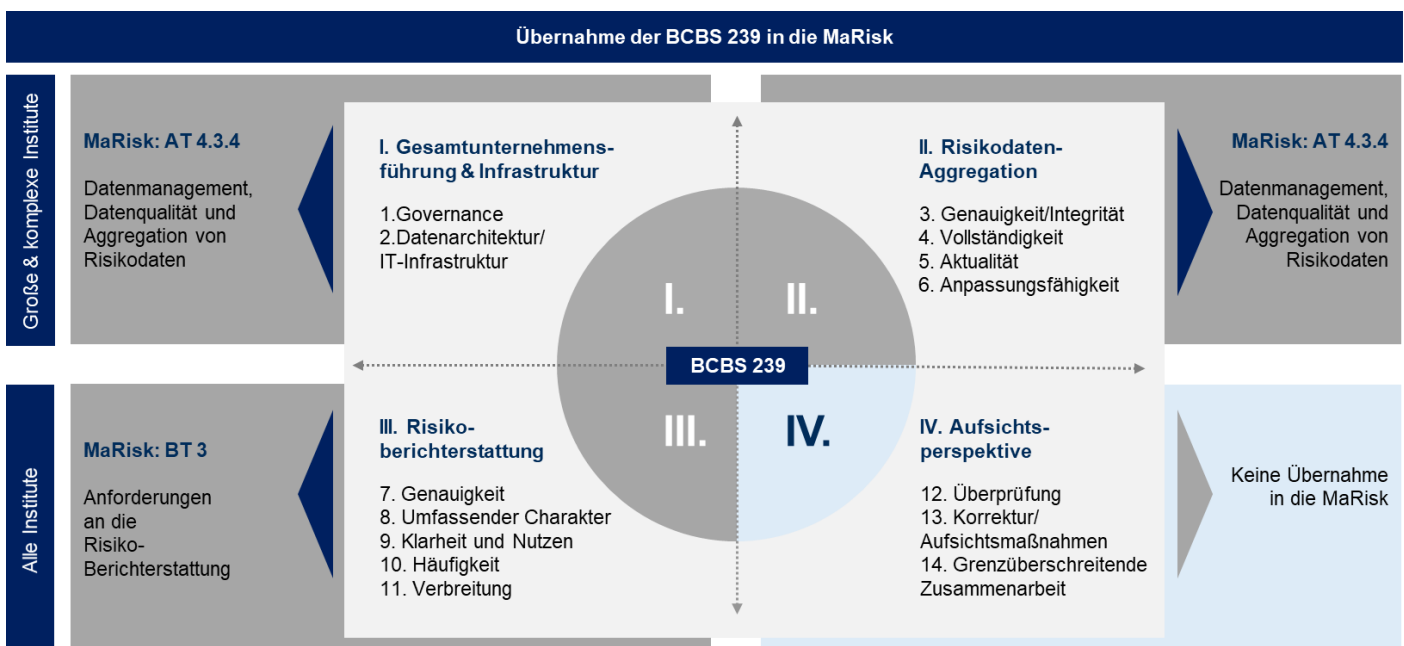 Übernahme der BCBS 239 in die MaRisk
Große & komplexe Institute
MaRisk: AT 4.3.4
Datenmanagement,
Datenqualität und
Aggregation von
Risikodaten
I. Gesamtunternehmens-
führung & Infrastruktur
1.Governance
2.Datenarchitektur/
IT-Infrastruktur
II. Risikodaten-
Aggregation
3. Genauigkeit/Integrität
4. Vollständigkeit
5. Aktualität
6. Anpassungsfähigkeit
MaRisk: AT 4.3.4
Datenmanagement,
Datenqualität und
Aggregation von
Risikodaten
I.
II.
BCBS 239
III.
IV.
Alle Institute
MaRisk: BT 3
Anforderungen
an die
Risiko-
Berichterstattung
III. Risiko-
berichterstattung
7. Genauigkeit
8. Umfassender Charakter
9. Klarheit und Nutzen
10. Häufigkeit
11. Verbreitung
IV. Aufsichts-
perspektive
12. Überprüfung
13. Korrektur/
Aufsichtsmaßnahmen
14. Grenzüberschreitende
Zusammenarbeit
Keine Übernahme
in die MaRisk